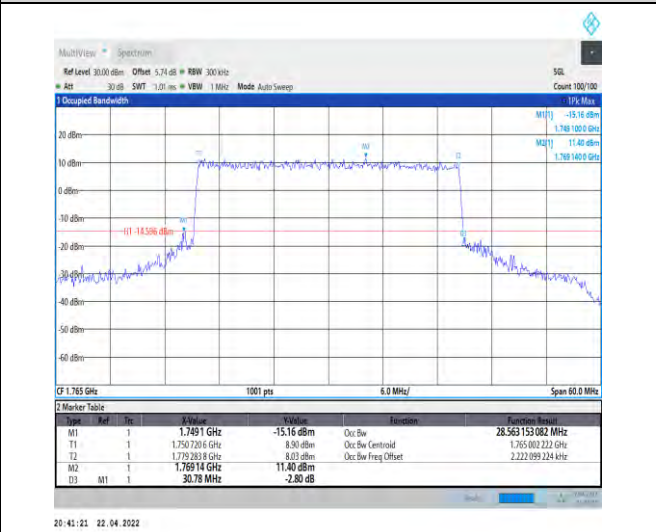 MultiView Spectrum
Ref Level 30.00 dBm Offset 5.74 dB RBW 300 kHz SGL
Att 30 dB SWT 1.01 ms VBW 1 MHz Mode Auto Sweep Count 100/100
1 Occupied Bandwidth 1Pk Max
M1[1] -15.16 dBm
1.749 100 0 GHz
M2[1] 11.40 dBm
1.769 140 0 GHz
20 dBm
M2
T1
T2
10 dBm
0 dBm
-10 dBm
M1
H1 -14.596 dBm
D3
-20 dBm
-30 dBm
-40 dBm
-50 dBm
-60 dBm
CF 1.765 GHz 1001 pts 6.0 MHz/ Span 60.0 MHz
2 Marker Table
Type Ref Trc X-Value Y-Value Function Function Result
M1 1 1.749 1 GHz -15.16 dBm Occ Bw 28.563 153 082 MHz
T1 1 1.750 720 6 GHz 8.90 dBm Occ Bw Centroid 1.765 002 222 GHz
T2 1 1.779 283 8 GHz 8.03 dBm Occ Bw Freq Offset 2.222 099 224 kHz
M2 1 1.769 14 GHz 11.40 dBm
D3 M1 1 30.78 MHz -2.80 dB
20:41:21 22.04.2022